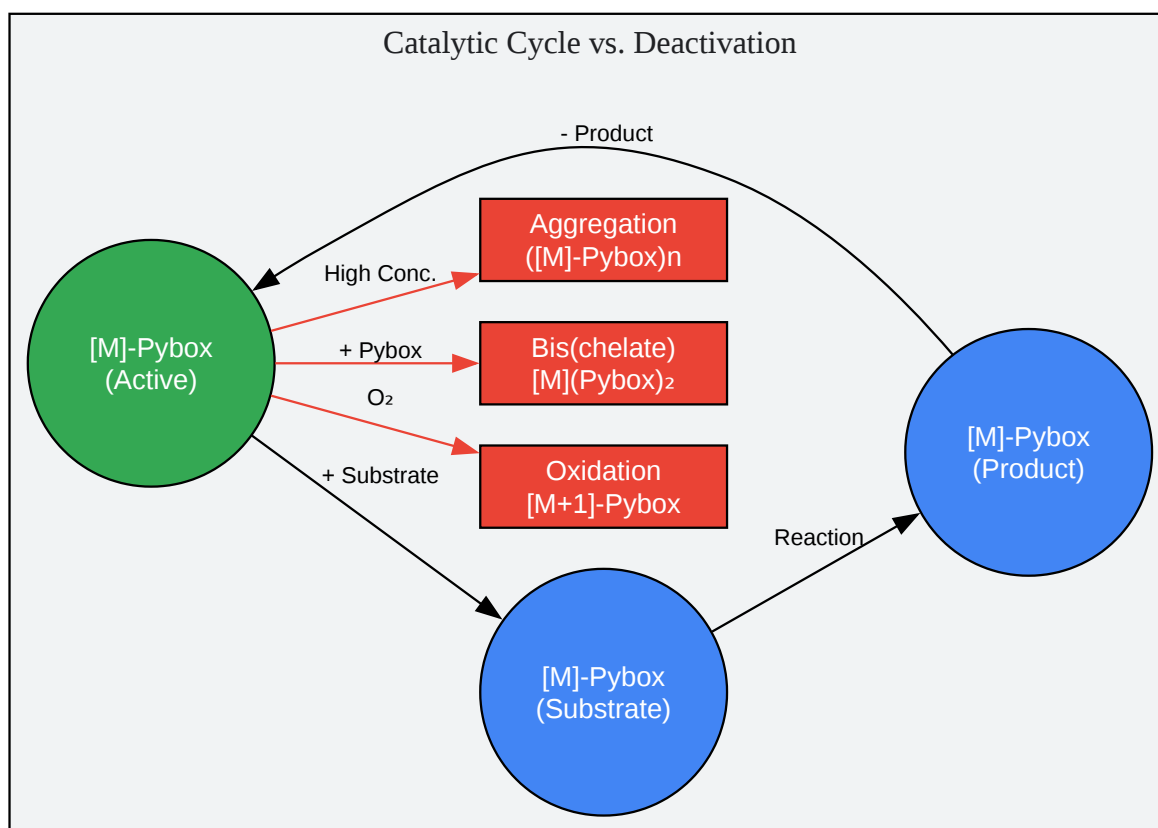 Catalytic Cycle vs. Deactivation
- Product
Aggregation
([M]-Pybox)n
High Conc.
[M]-Pybox
(Active)
+ Pybox
Bis(chelate)
[M](Pybox)₂
O₂
+ Substrate
Oxidation
[M+1]-Pybox
[M]-Pybox
(Product)
Reaction
[M]-Pybox
(Substrate)